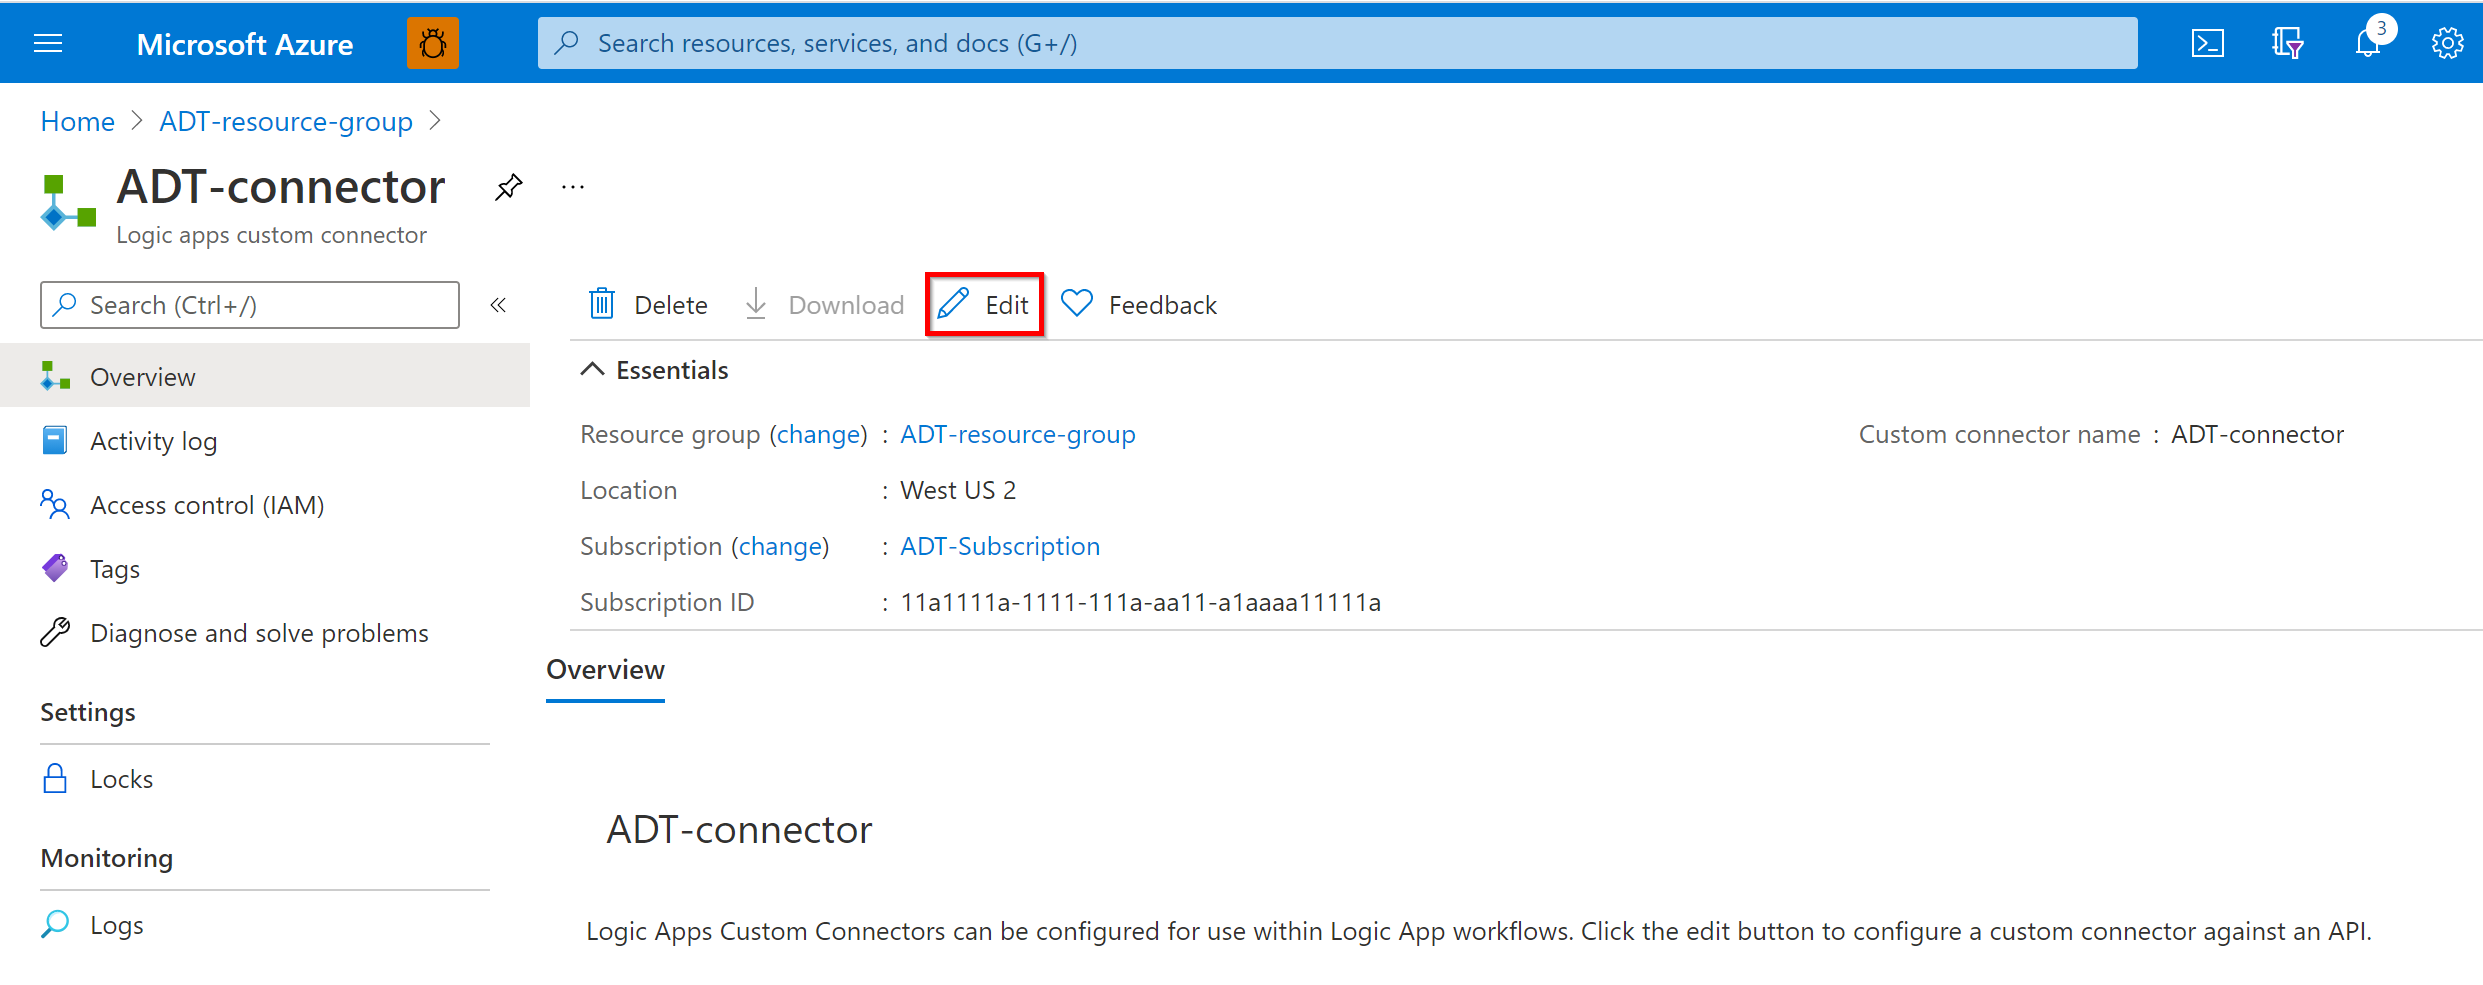 Microsoft Azure
Search resources, services, and docs (G+/)
3
Home > ADT-resource-group >
ADT-connector
...
Logic apps custom connector
Search (Ctrl+/)
«
Delete
Download
Edit
Feedback
Overview
Activity log
Access control (IAM)
Tags
Diagnose and solve problems
Settings
Locks
Monitoring
Logs
Essentials
Resource group (change) : ADT-resource-group
Custom connector name : ADT-connector
Location : West US 2
Subscription (change) : ADT-Subscription
Subscription ID : 11a1111a-1111-111a-aa11-a1aaaa11111a
Overview
ADT-connector
Logic Apps Custom Connectors can be configured for use within Logic App workflows. Click the edit button to configure a custom connector against an API.